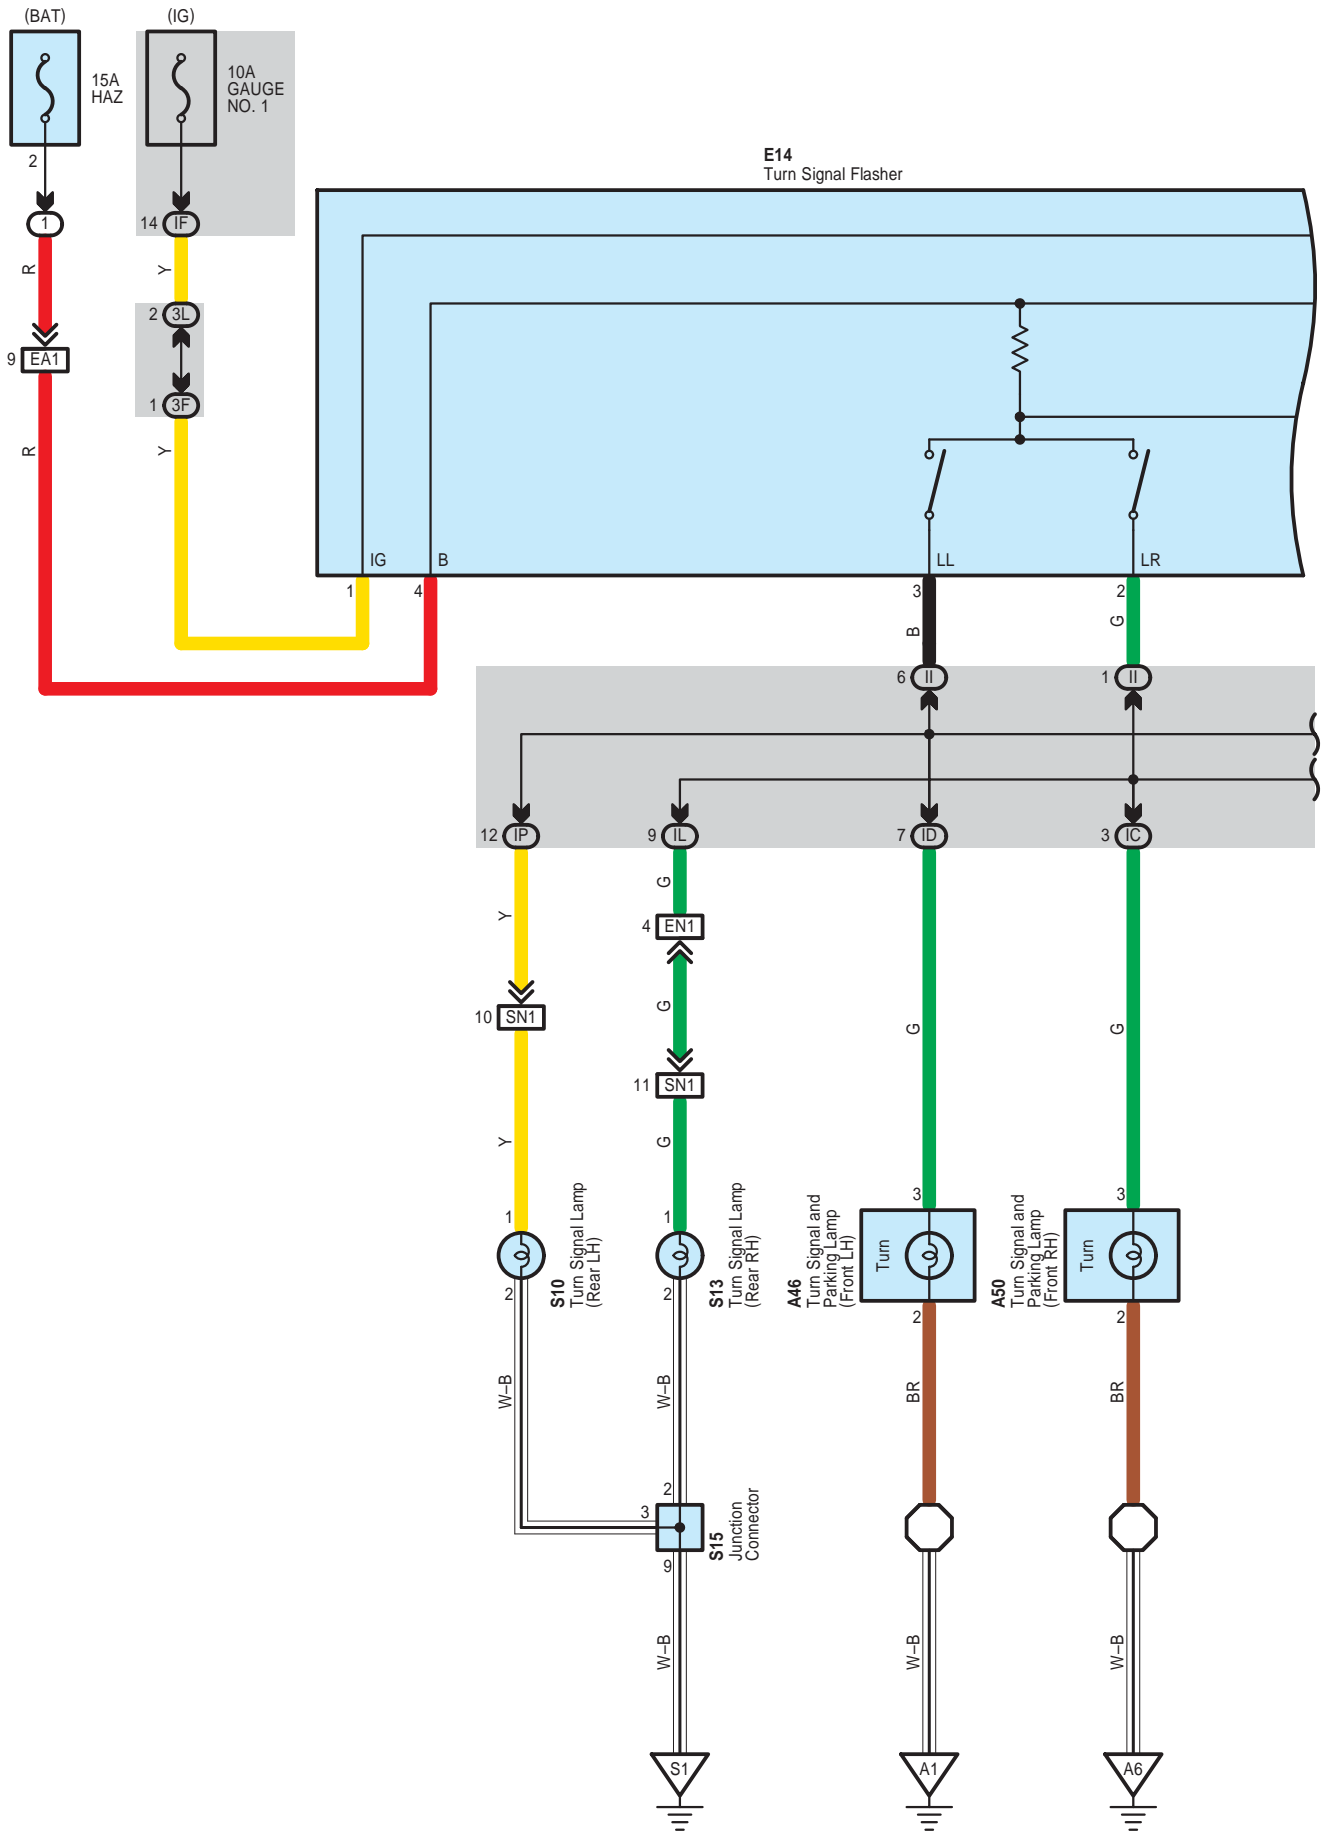 (BAT)
(IG)
15A
HAZ
10A
GAUGE
NO. 1
2
1
14 IF
R
Y
2 3L
9 EA1
1 3F
R
Y
E14
Turn Signal Flasher
IG
B
LL
LR
1
4
3
2
B
G
6 II
1 II
12 IP
9 IL
7 ID
3 IC
Y
G
4 EN1
G
10 SN1
G
G
11 SN1
Y
G
1
1
3
3
S10
Turn Signal Lamp
(Rear LH)
S13
Turn Signal Lamp
(Rear RH)
A46
Turn Signal and
Parking Lamp
(Front LH)
Turn
A50
Turn Signal and
Parking Lamp
(Front RH)
Turn
2
2
2
2
W–B
W–B
BR
BR
2
3
9
S15
Junction
Connector
W–B
W–B
W–B
S1
A1
A6